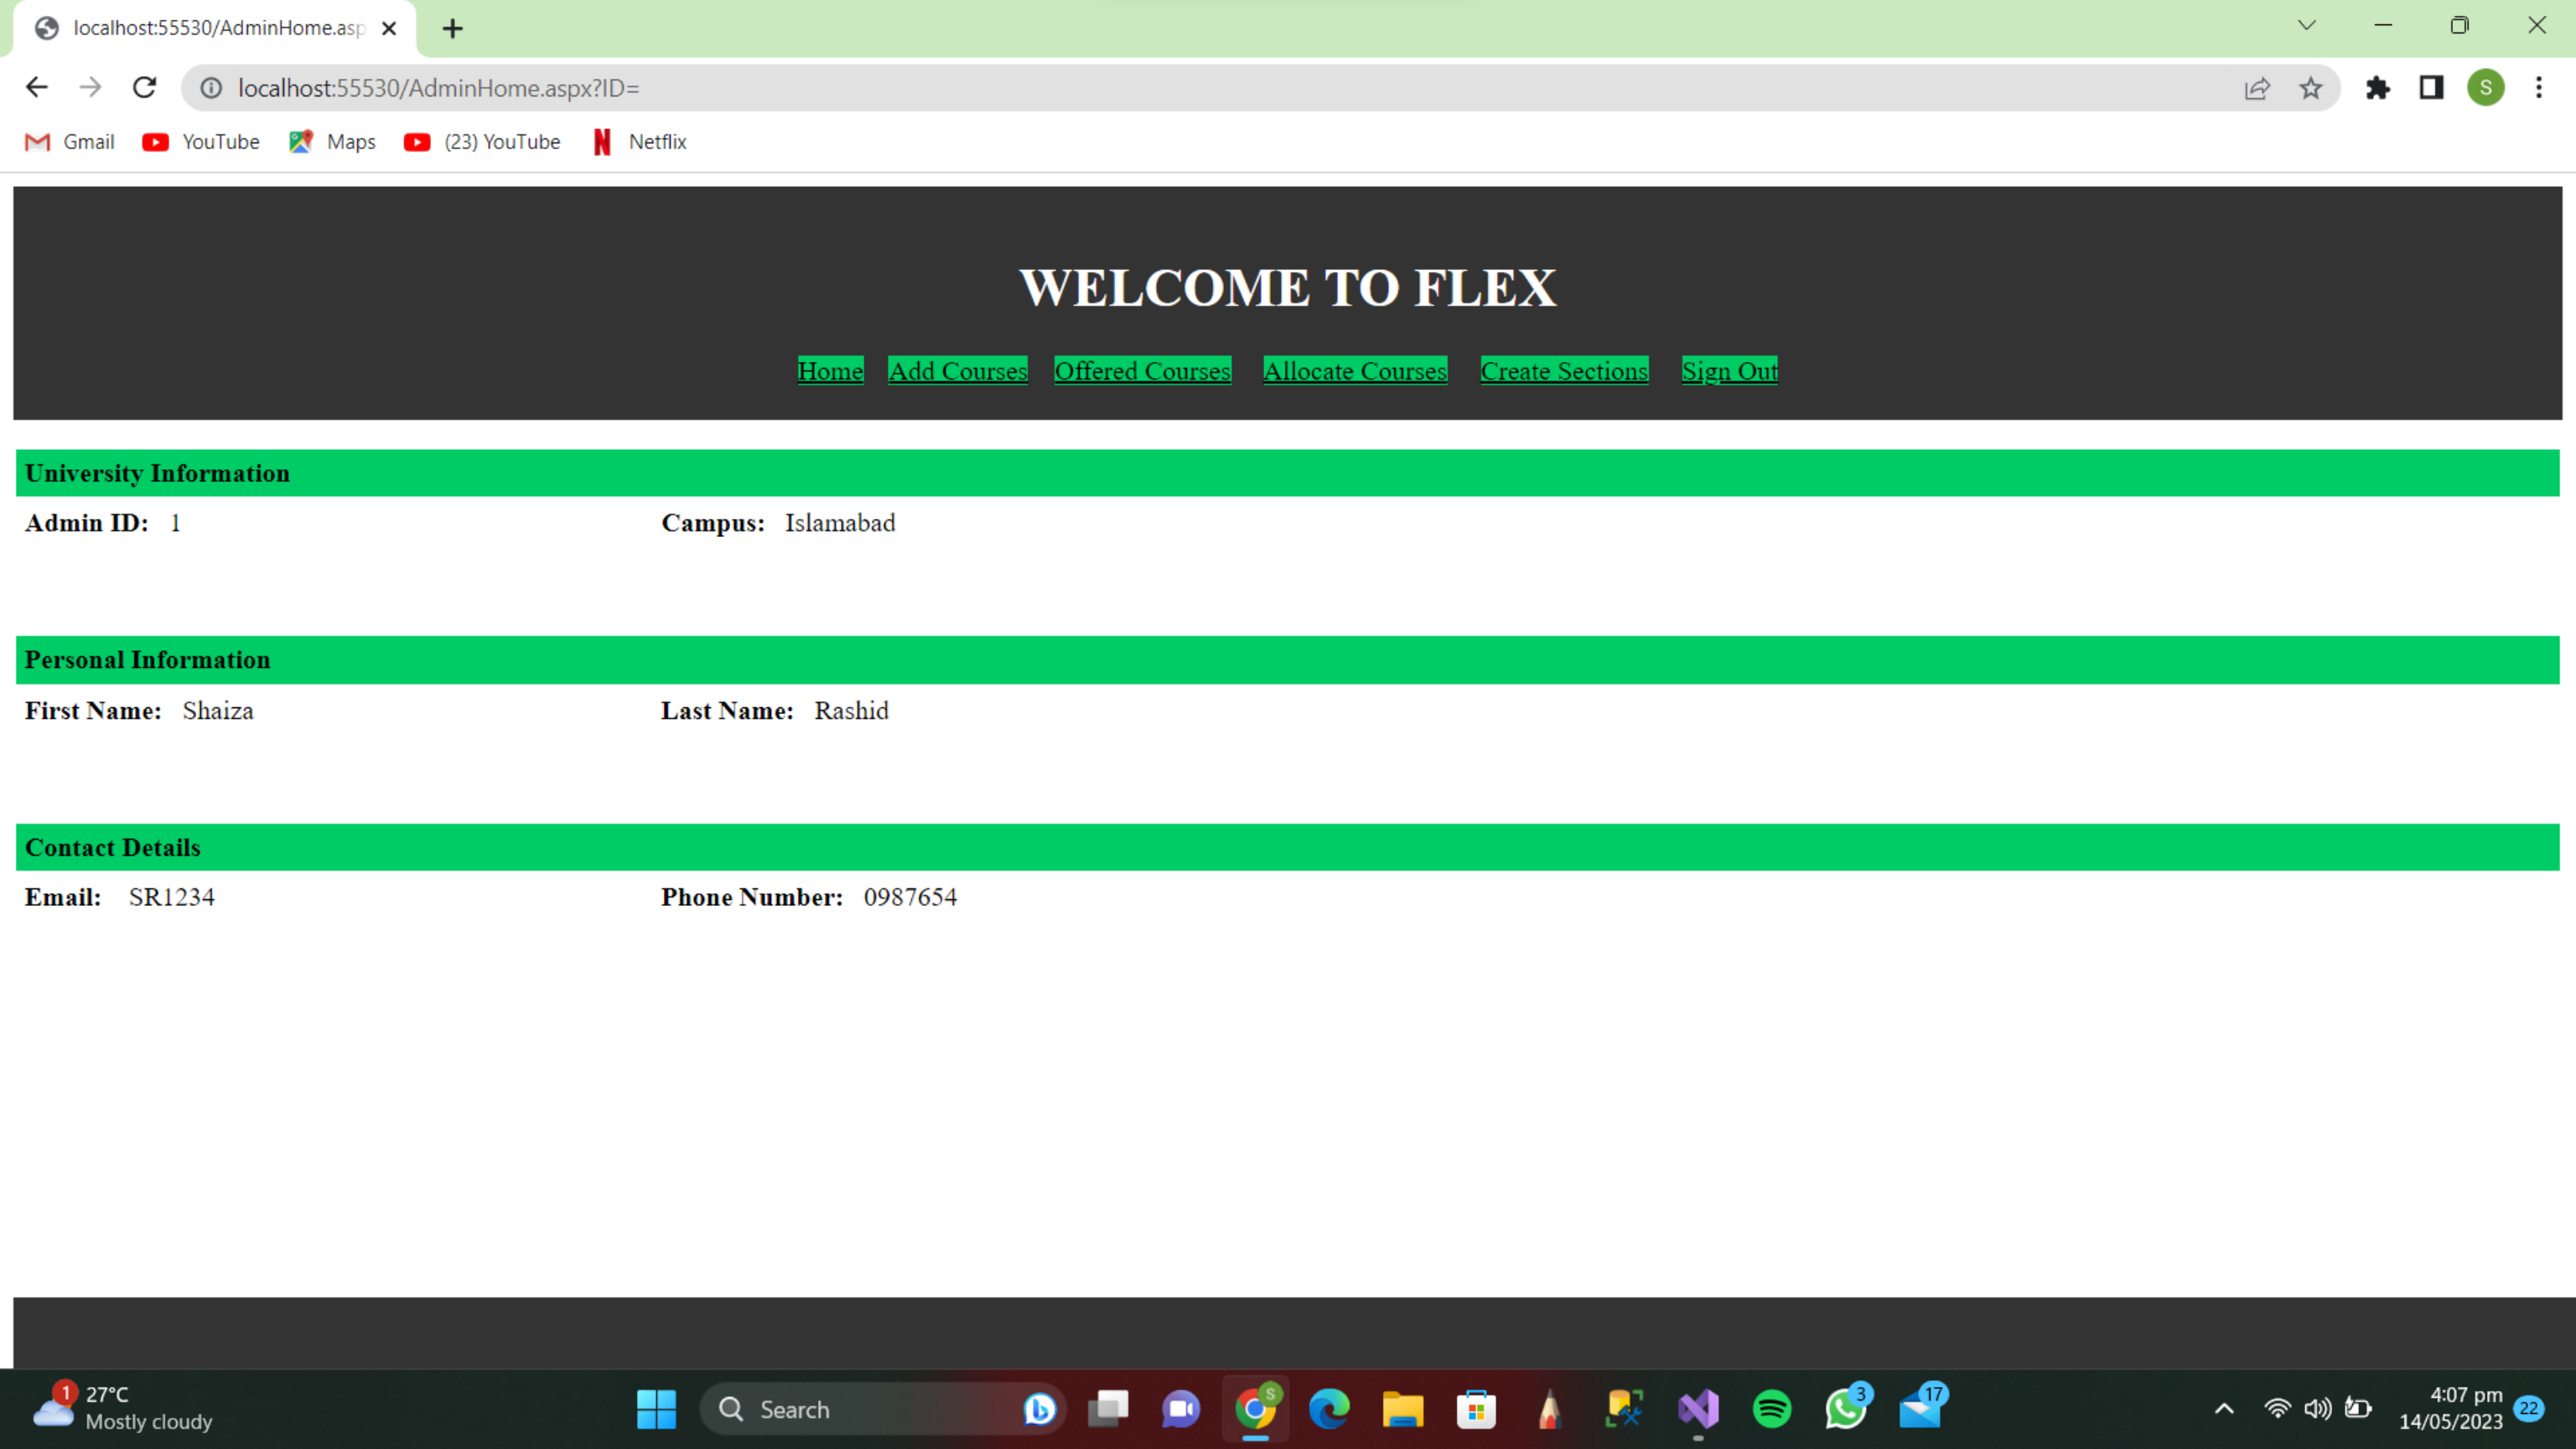 localhost:55530/AdminHome.asp
localhost:55530/AdminHome.aspx?ID=
S
Gmail YouTube Maps (23) YouTube Netflix
WELCOME TO FLEX
Home Add Courses Offered Courses Allocate Courses Create Sections Sign Out
University Information
Admin ID: 1 Campus: Islamabad
Personal Information
First Name: Shaiza Last Name: Rashid
Contact Details
Email: SR1234 Phone Number: 0987654
1 27°C
Mostly cloudy
Search
S
3
17
4:07 pm
14/05/2023
22